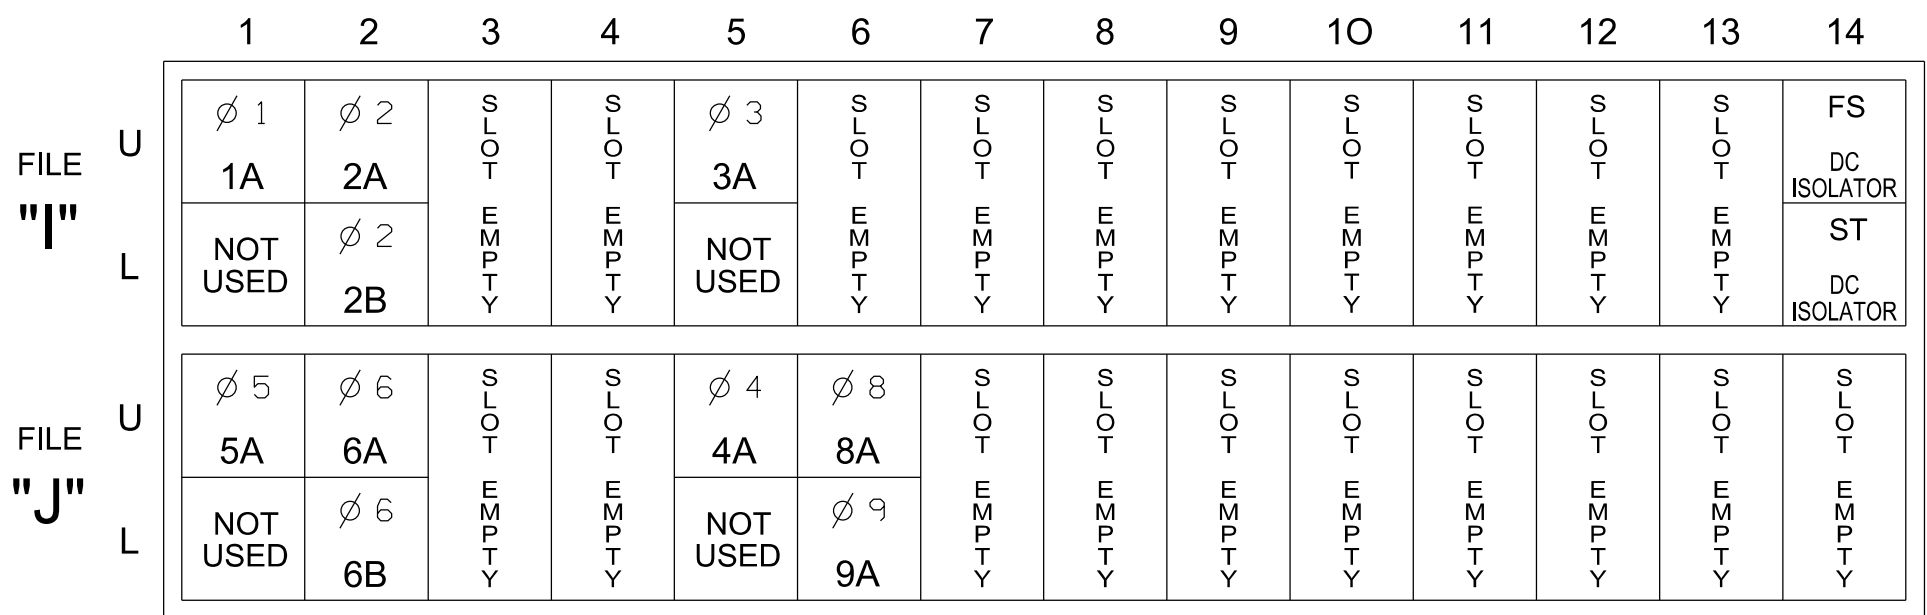 1 2 3 4 5 6 7 8 9 10 11 12 13 14
FILE "I"
U
Ø 1 1A
Ø 2 2A
SLOT EMPTY
SLOT EMPTY
Ø 3 3A
SLOT EMPTY
SLOT EMPTY
SLOT EMPTY
SLOT EMPTY
SLOT EMPTY
SLOT EMPTY
SLOT EMPTY
SLOT EMPTY
FS DC ISOLATOR
L
NOT USED
Ø 2 2B
NOT USED
ST DC ISOLATOR
FILE "J"
U
Ø 5 5A
Ø 6 6A
SLOT EMPTY
SLOT EMPTY
Ø 4 4A
Ø 8 8A
SLOT EMPTY
SLOT EMPTY
SLOT EMPTY
SLOT EMPTY
SLOT EMPTY
SLOT EMPTY
SLOT EMPTY
SLOT EMPTY
L
NOT USED
Ø 6 6B
NOT USED
Ø 9 9A